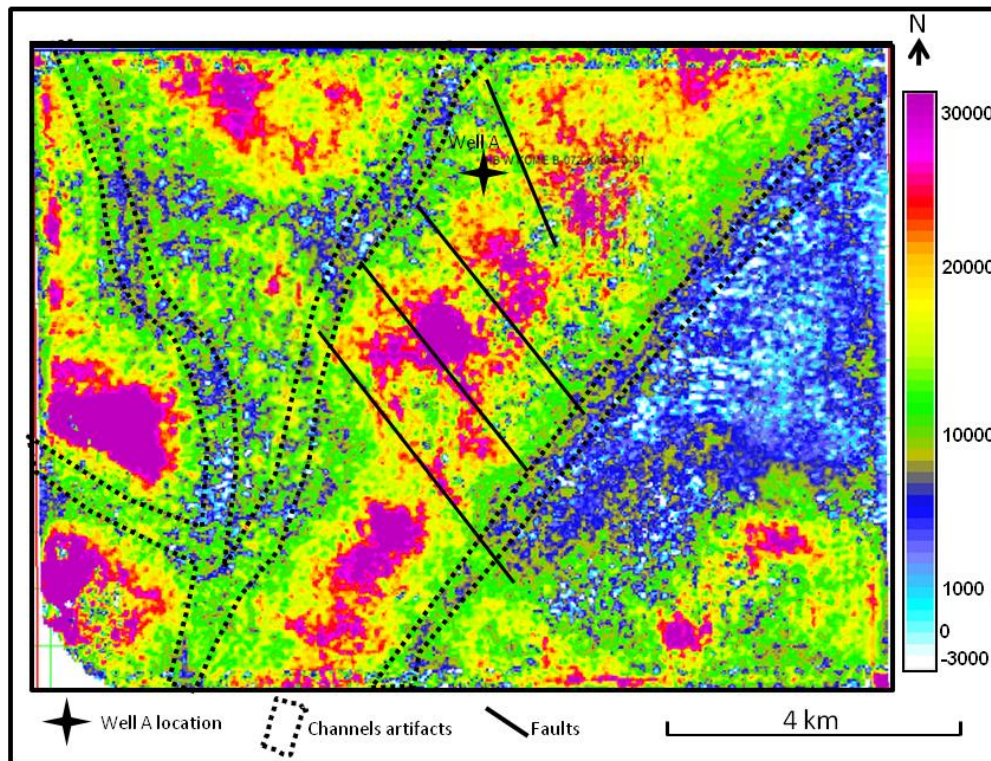 N
30000
Well A
20000
10000
1000
0
-3000
Well A location
Channels artifacts
Faults
4 km